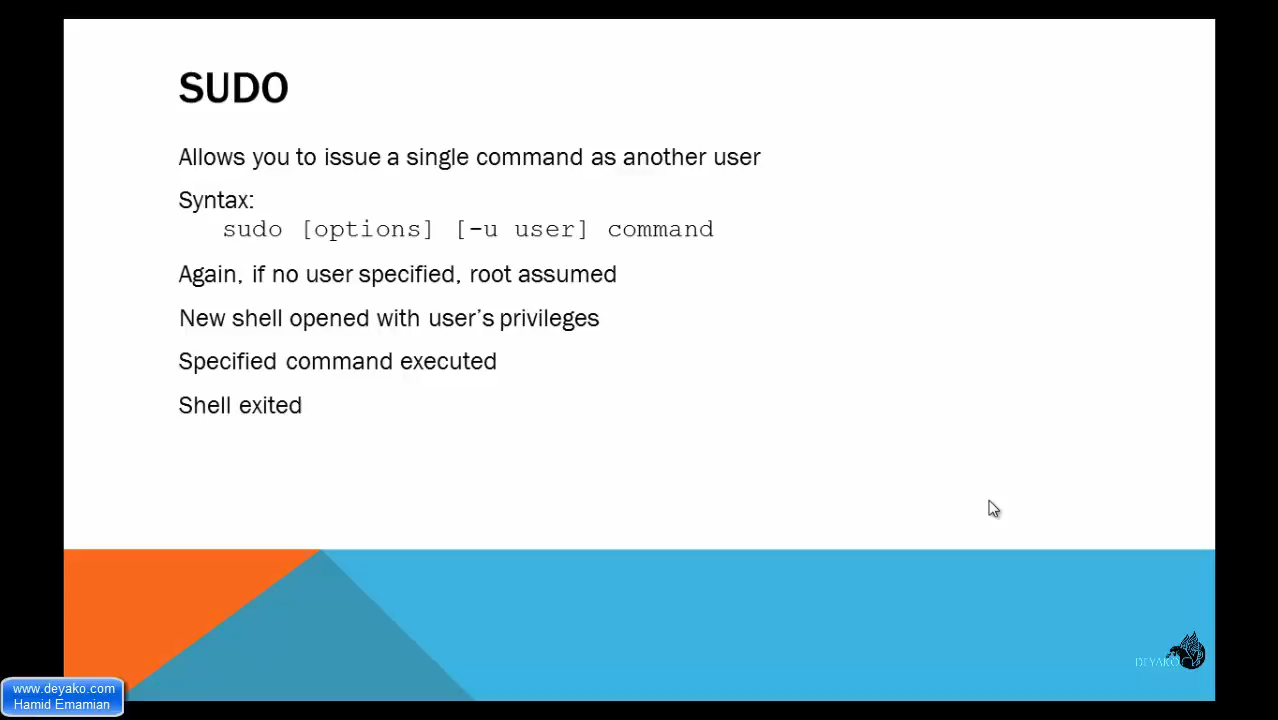 SUDO
Allows you to issue a single command as another user
Syntax:
sudo [options] [-u user] command
Again, if no user specified, root assumed
New shell opened with user’s privileges
Specified command executed
Shell exited
DEYAKO
www.deyako.com
Hamid Emamian